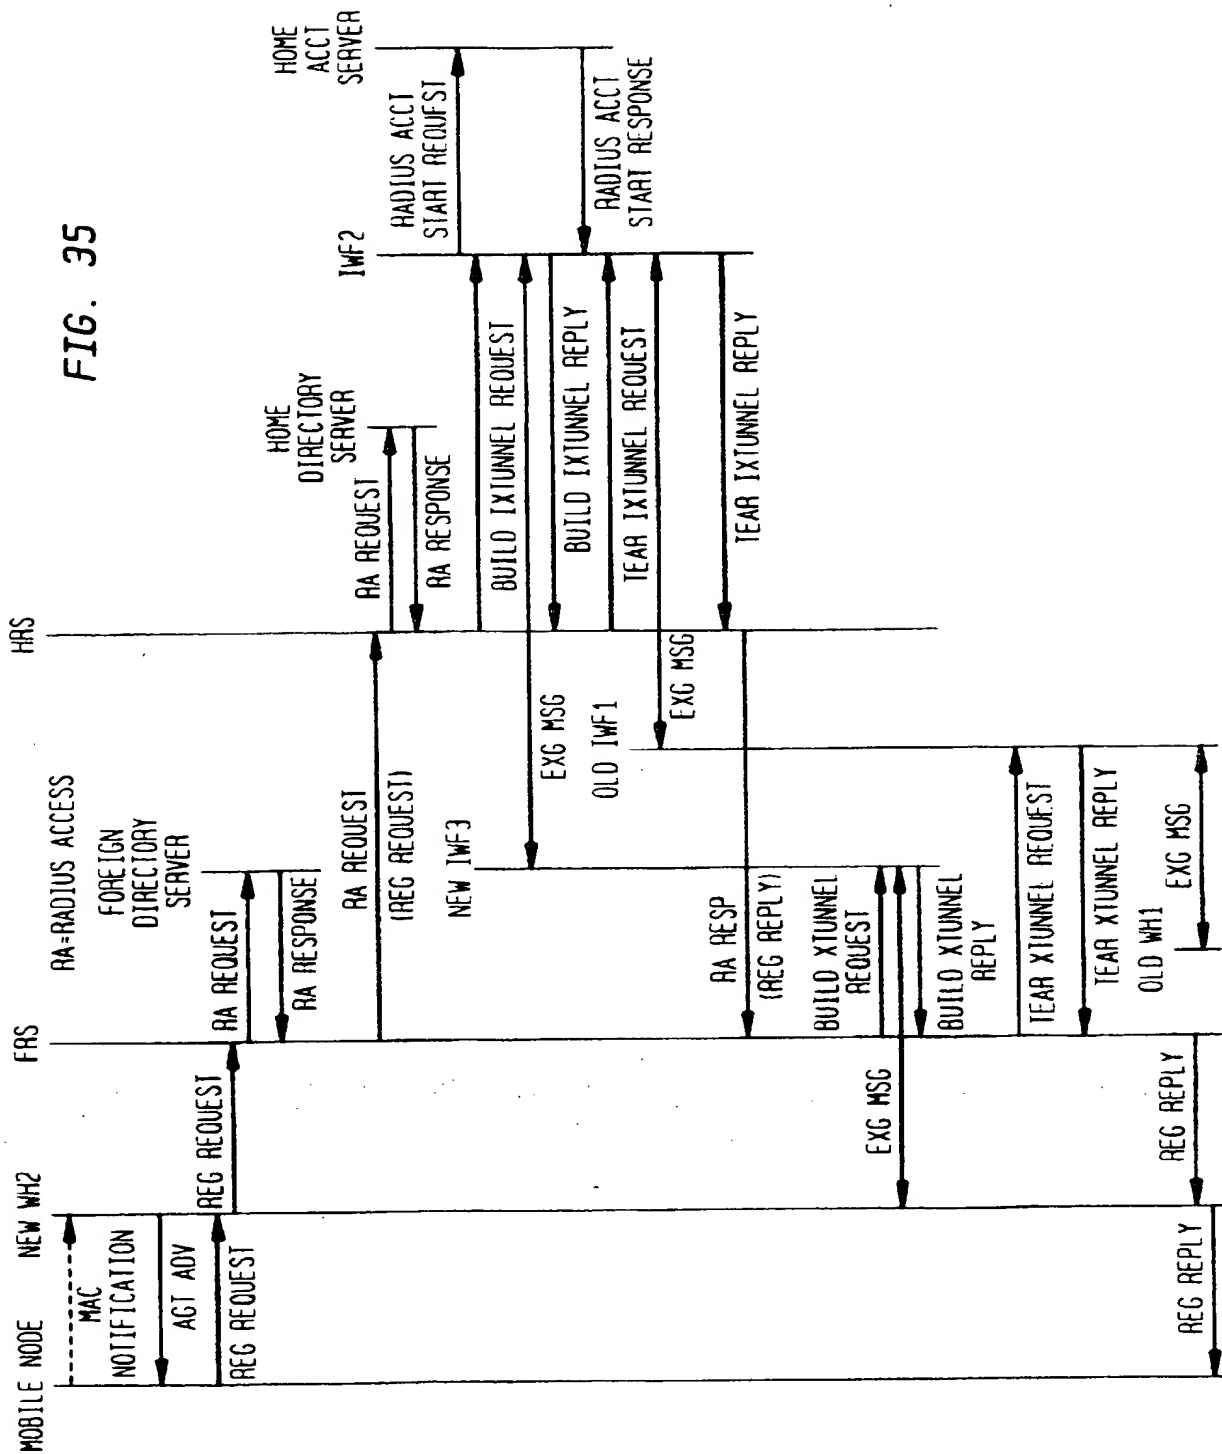 FIG. 35
RA=RADIUS ACCESS
MOBILE NODE
NEW WH2
FRS
FOREIGN
DIRECTORY
SERVER
HRS
HOME
DIRECTORY
SERVER
IWF2
HOME
ACCT
SERVER
MAC
NOTIFICATION
AGT ADV
REG REQUEST
REG REQUEST
RA REQUEST
RA RESPONSE
RA REQUEST
(REG REQUEST)
RA REQUEST
RA RESPONSE
RADIUS ACCT
START REQUEST
BUILD IXTUNNEL REQUEST
NEW IWF3
EXG MSG
BUILD IXTUNNEL REPLY
RADIUS ACCT
START RESPONSE
TEAR IXTUNNEL REQUEST
OLD IWF1
EXG MSG
TEAR IXTUNNEL REPLY
RA RESP
(REG REPLY)
BUILD XTUNNEL
REQUEST
EXG MSG
BUILD XTUNNEL
REPLY
TEAR XTUNNEL REQUEST
TEAR XTUNNEL REPLY
OLD WH1
EXG MSG
REG REPLY
REG REPLY